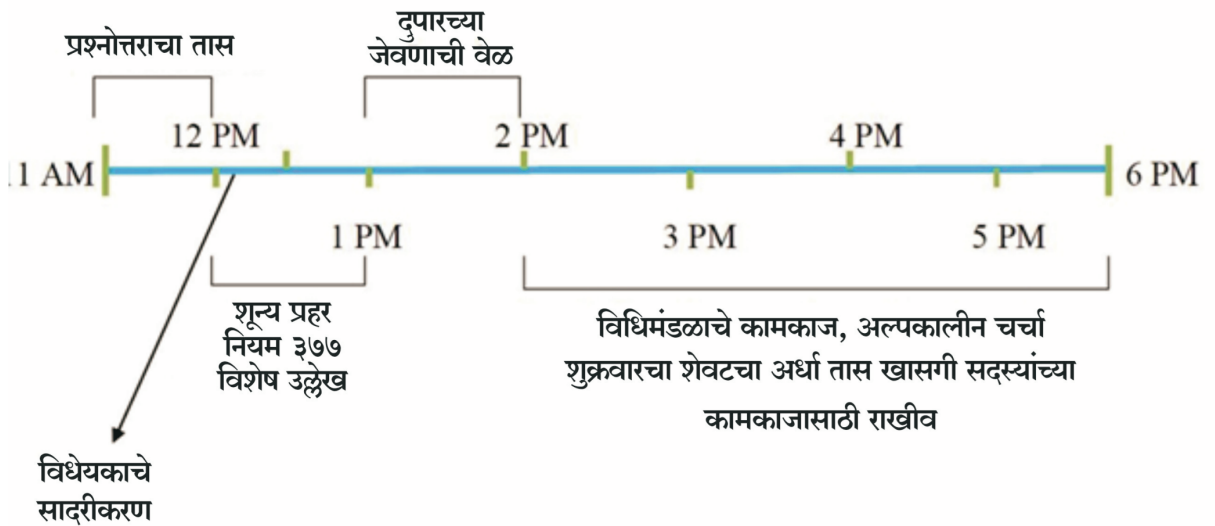 प्रश्नोत्तराचा तास
दुपारच्या
जेवणाची वेळ
12 PM
2 PM
4 PM
11 AM
6 PM
1 PM
3 PM
5 PM
शून्य प्रहर
नियम ३७७
विशेष उल्लेख
विधिमंडळाचे कामकाज, अल्पकालीन चर्चा
शुक्रवारचा शेवटचा अर्धा तास खासगी सदस्यांच्या
कामकाजासाठी राखीव
विधेयकाचे
सादरीकरण